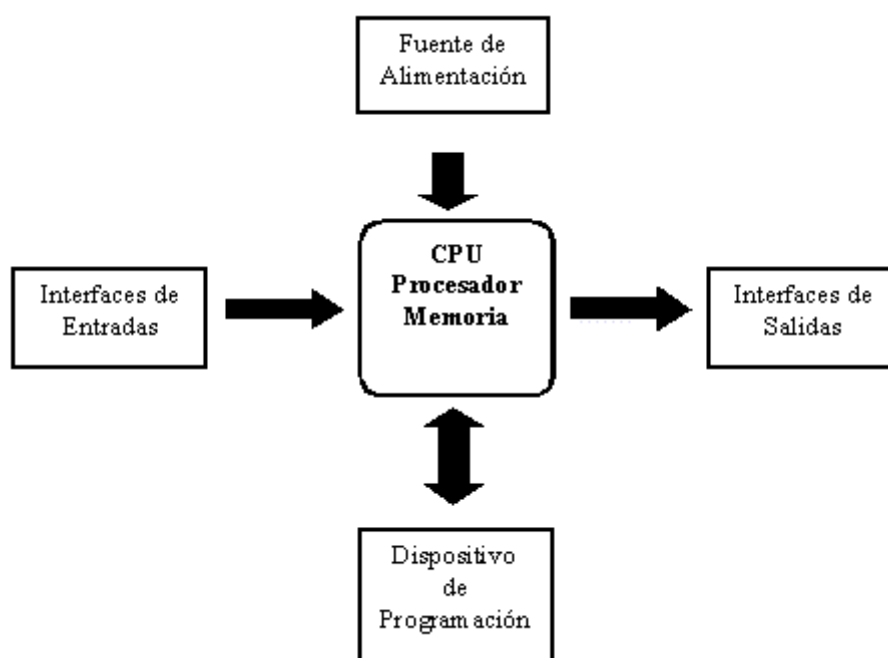 Fuente de
Alimentación
Interfaces de
Entradas
CPU
Procesador
Memoria
Interfaces de
Salidas
Dispositivo
de
Programación